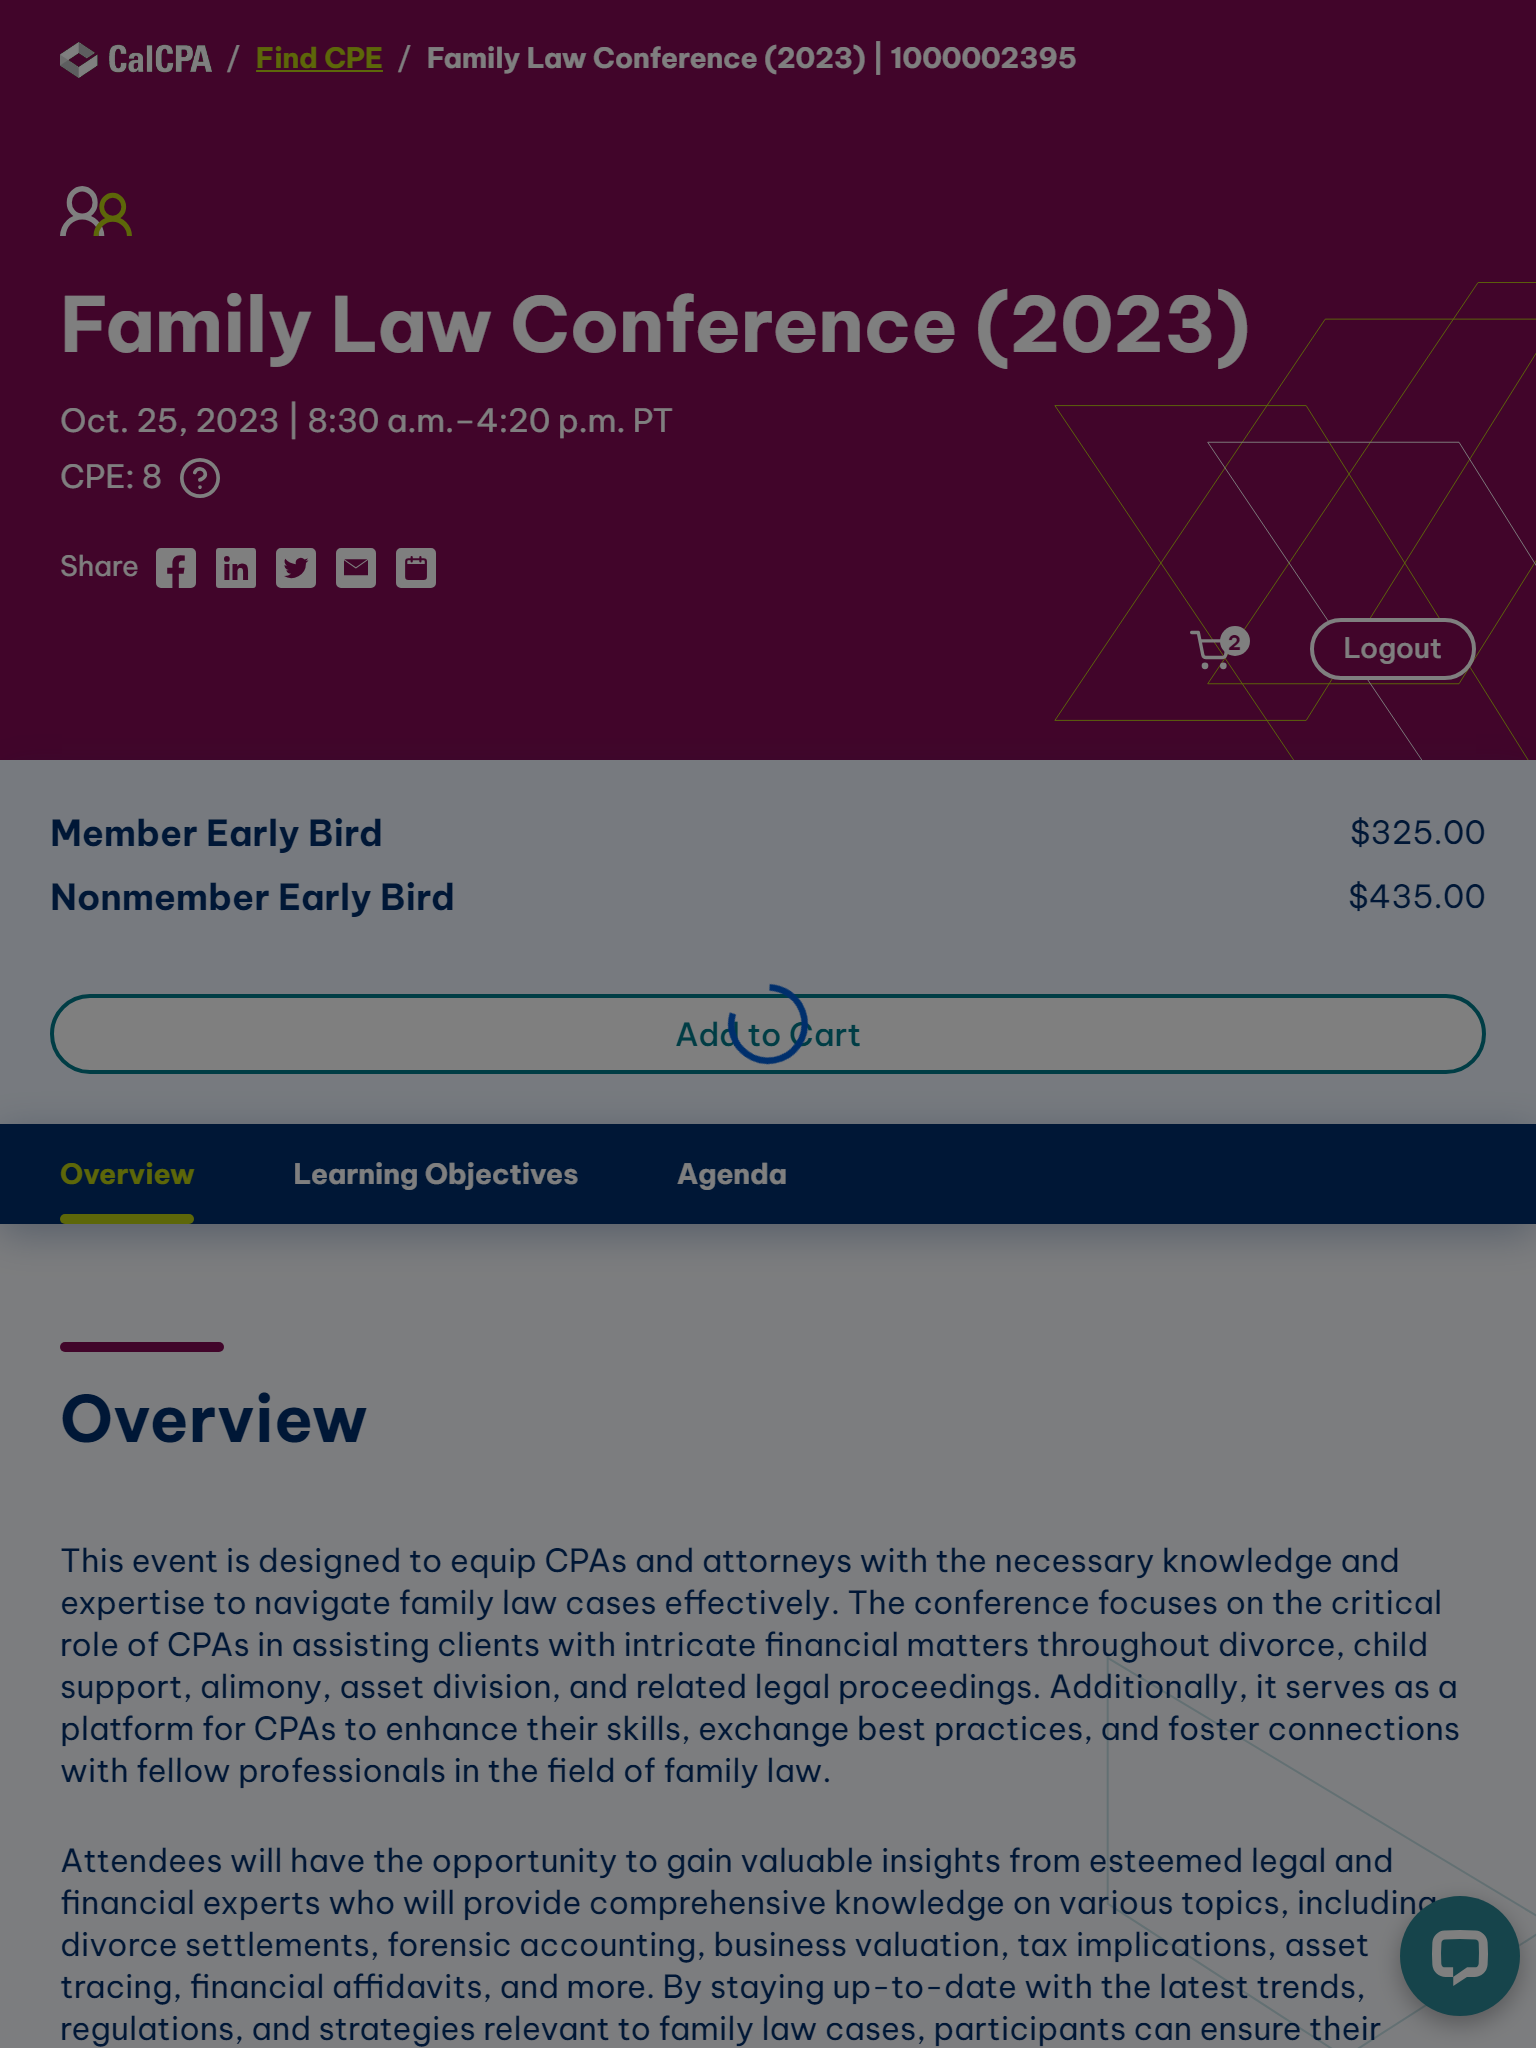 CalCPA / Find CPE / Family Law Conference (2023) | 1000002395
Family Law Conference (2023)
Oct. 25, 2023 | 8:30 a.m.–4:20 p.m. PT
CPE: 8 ?
Share
2
Logout
Member Early Bird $325.00
Nonmember Early Bird $435.00
Add to Cart
Overview Learning Objectives Agenda
Overview
This event is designed to equip CPAs and attorneys with the necessary knowledge and
expertise to navigate family law cases effectively. The conference focuses on the critical
role of CPAs in assisting clients with intricate financial matters throughout divorce, child
support, alimony, asset division, and related legal proceedings. Additionally, it serves as a
platform for CPAs to enhance their skills, exchange best practices, and foster connections
with fellow professionals in the field of family law.
Attendees will have the opportunity to gain valuable insights from esteemed legal and
financial experts who will provide comprehensive knowledge on various topics, including
divorce settlements, forensic accounting, business valuation, tax implications, asset
tracing, financial affidavits, and more. By staying up-to-date with the latest trends,
regulations, and strategies relevant to family law cases, participants can ensure their